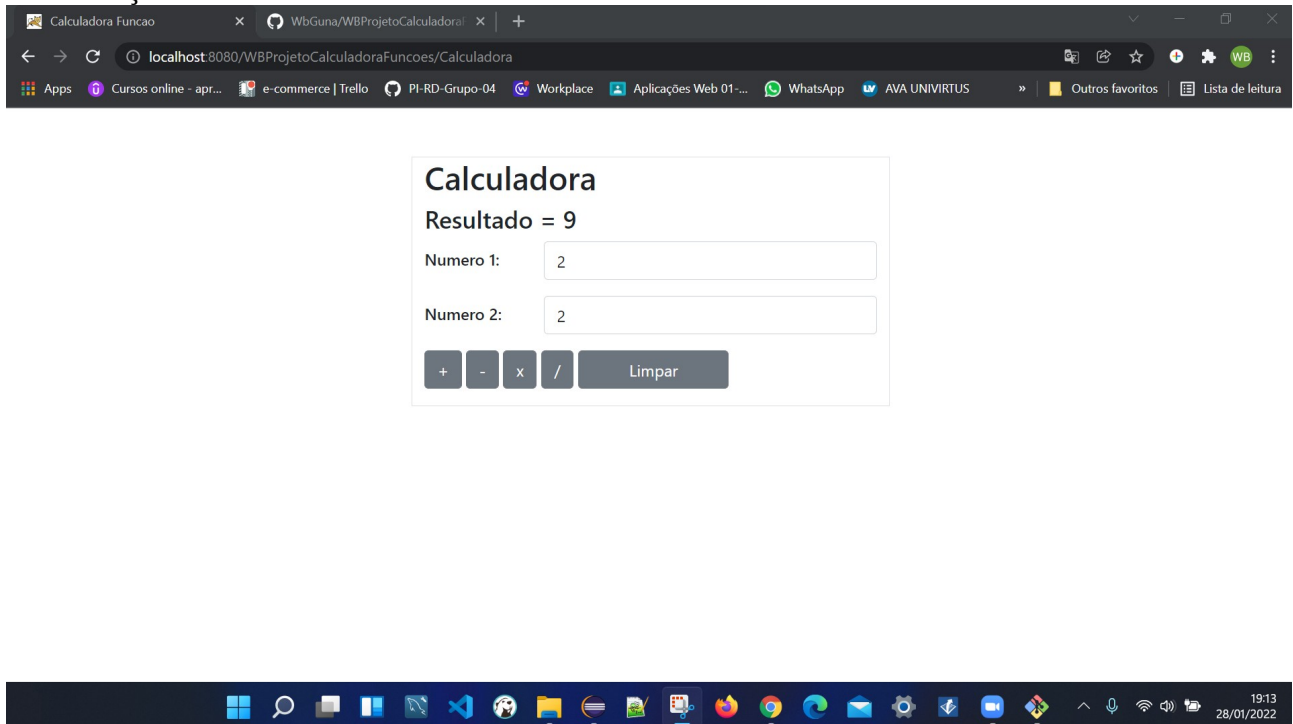 Calculadora Funcao
WbGuna/WBProjetoCalculadoraF
localhost:8080/WBProjetoCalculadoraFuncoes/Calculadora
WB
Apps
Cursos online - apr...
e-commerce | Trello
PI-RD-Grupo-04
Workplace
Aplicações Web 01-...
WhatsApp
AVA UNIVIRTUS
»
Outros favoritos
Lista de leitura
Calculadora
Resultado = 9
Numero 1:
2
Numero 2:
2
+ - x / Limpar
19:13
28/01/2022